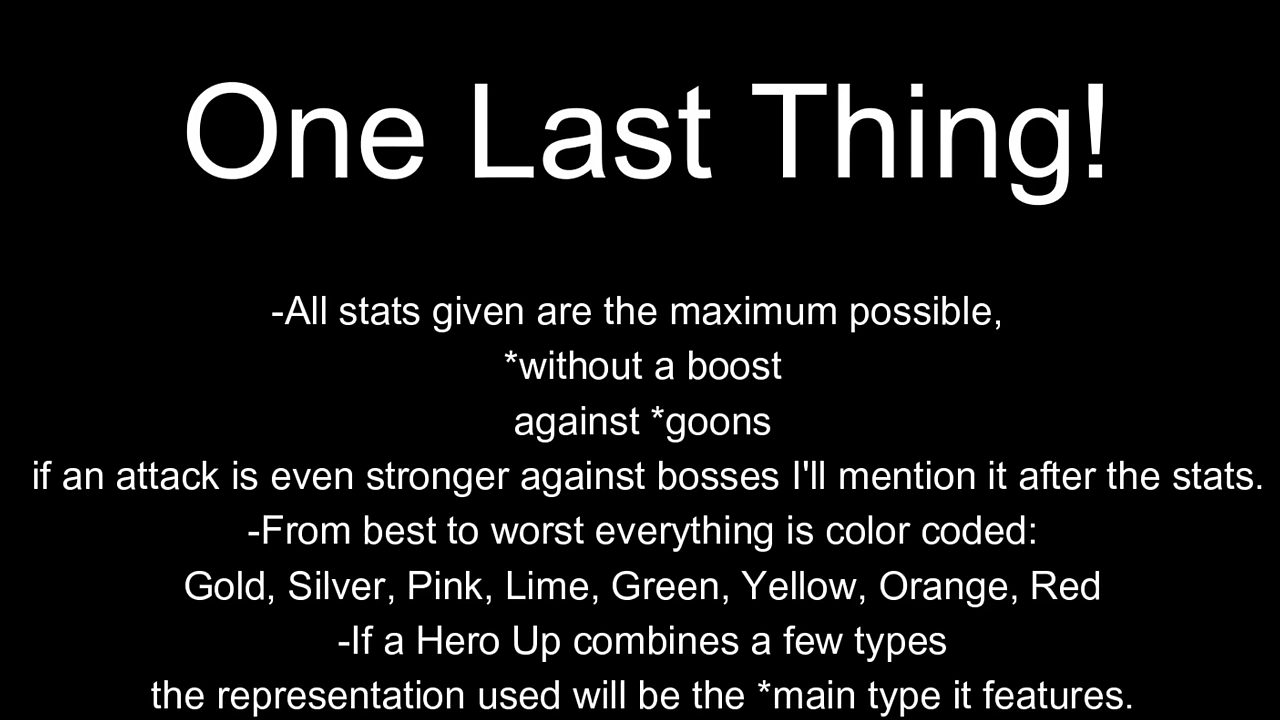 One Last Thing!
-All stats given are the maximum possible,
*without a boost
against *goons
if an attack is even stronger against bosses I'll mention it after the stats.
-From best to worst everything is color coded:
Gold, Silver, Pink, Lime, Green, Yellow, Orange, Red
-If a Hero Up combines a few types
the representation used will be the *main type it features.